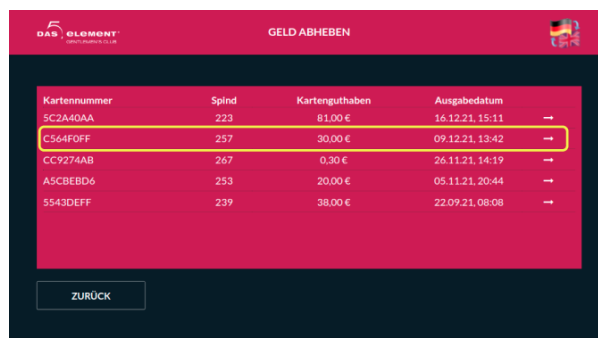 DAS 5 element
GENTLEMEN'S CLUB
GELD ABHEBEN
Kartennummer Spind Kartenguthaben Ausgabedatum
5C2A40AA 223 81,00 € 16.12.21, 15:11 →
C564F0FF 257 30,00 € 09.12.21, 13:42 →
CC9274AB 267 0,30 € 26.11.21, 14:19 →
A5CBEBD6 253 20,00 € 05.11.21, 20:44 →
5543DEFF 239 38,00 € 22.09.21, 08:08 →
ZURÜCK